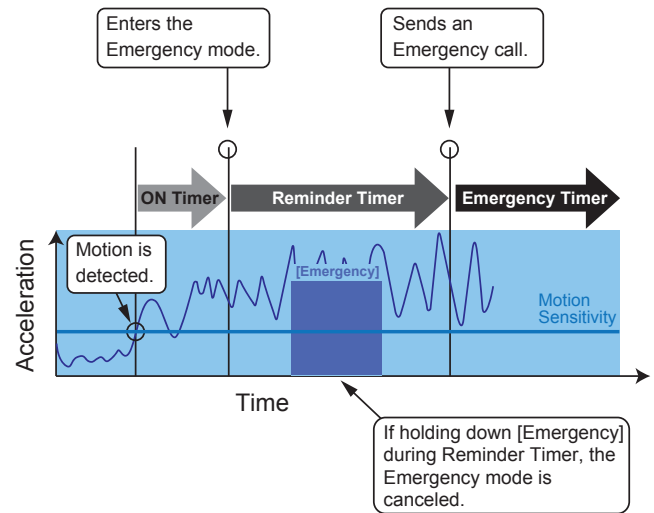 Enters the
Emergency mode.
Sends an
Emergency call.
ON Timer
Reminder Timer
Emergency Timer
Motion is
detected.
[Emergency]
Motion
Sensitivity
Acceleration
Time
If holding down [Emergency]
during Reminder Timer, the
Emergency mode is
canceled.